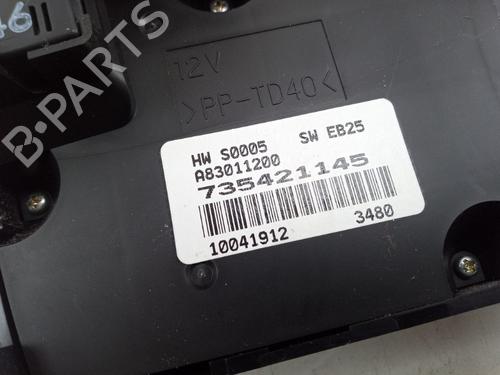 12V
>PP-TD40<
HW S0005 SW EB25
A83011200
735421145
10041912 3480
B-PARTS